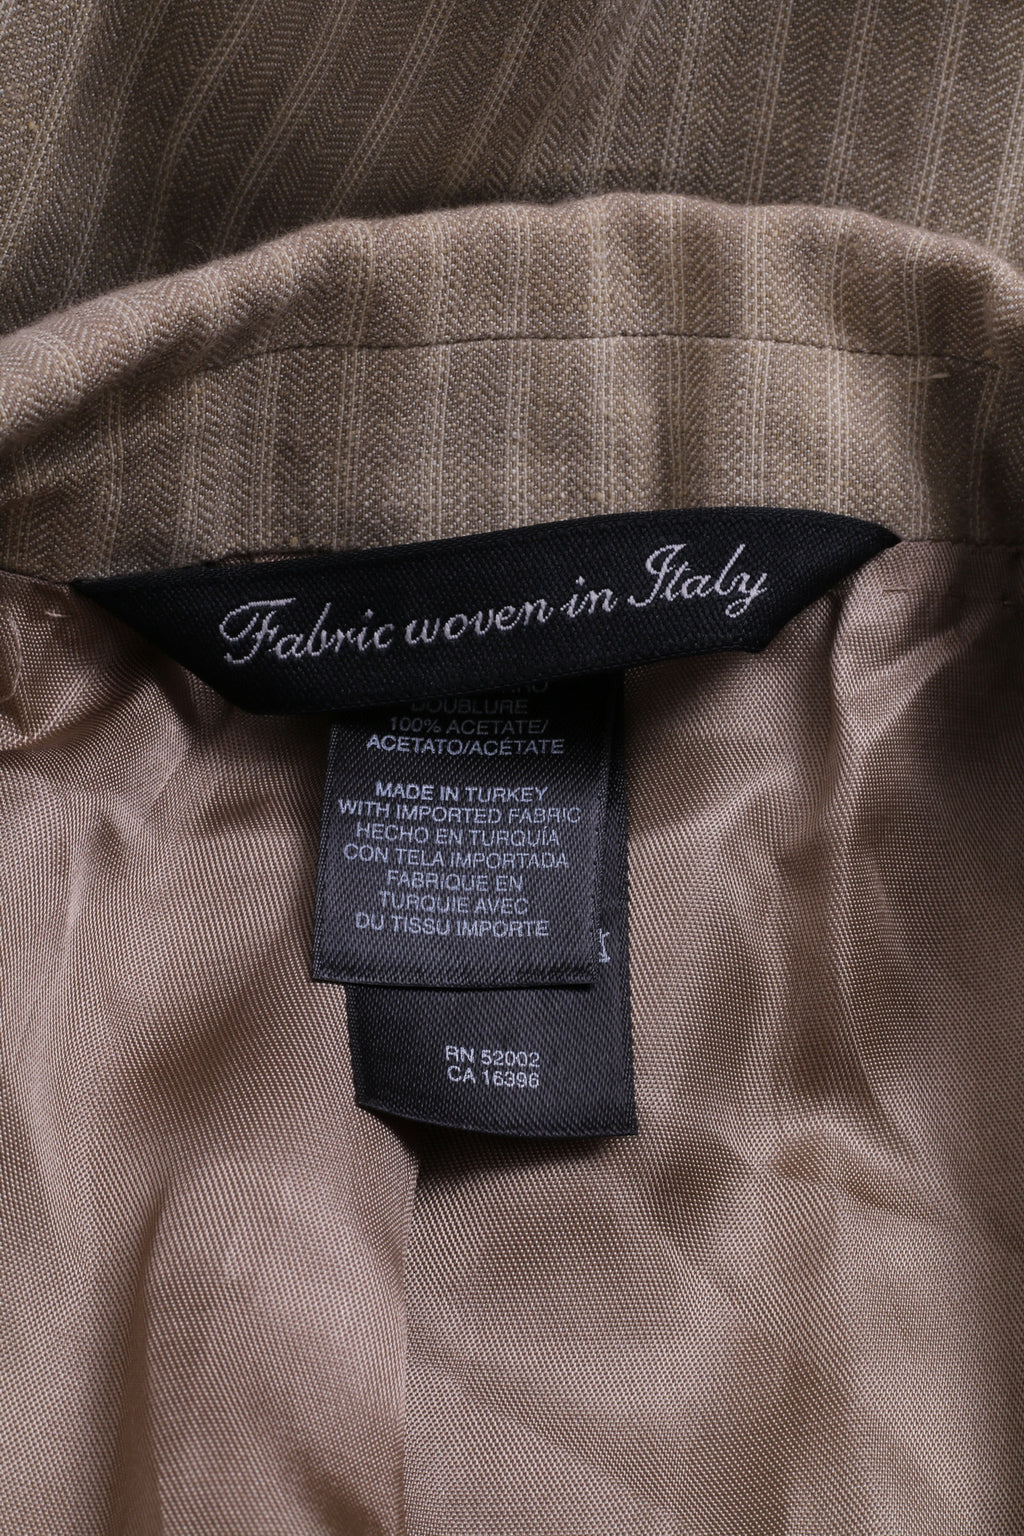 Fabric woven in Italy
DOUBLURE
100% ACETATE/
ACETATO/ACÉTATE
MADE IN TURKEY
WITH IMPORTED FABRIC
HECHO EN TURQUIA
CON TELA IMPORTADA
FABRIQUE EN
TURQUIE AVEC
DU TISSU IMPORTE
RN 52002
CA 16396